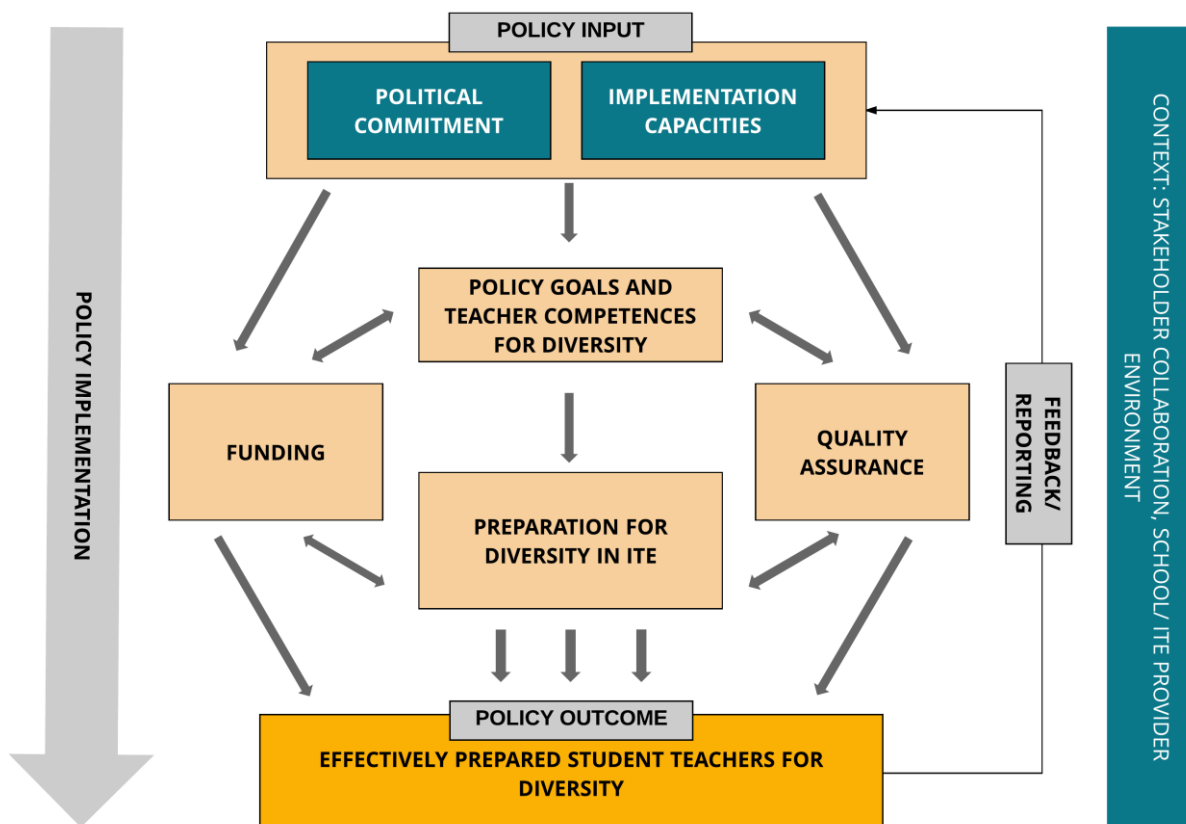 POLICY INPUT
POLITICAL
COMMITMENT
IMPLEMENTATION
CAPACITIES
POLICY GOALS AND
TEACHER COMPETENCES
FOR DIVERSITY
POLICY IMPLEMENTATION
FUNDING
QUALITY
ASSURANCE
FEEDBACK/
REPORTING
CONTEXT: STAKEHOLDER COLLABORATION, SCHOOL/ ITE PROVIDER
ENVIRONMENT
PREPARATION FOR
DIVERSITY IN ITE
POLICY OUTCOME
EFFECTIVELY PREPARED STUDENT TEACHERS FOR
DIVERSITY